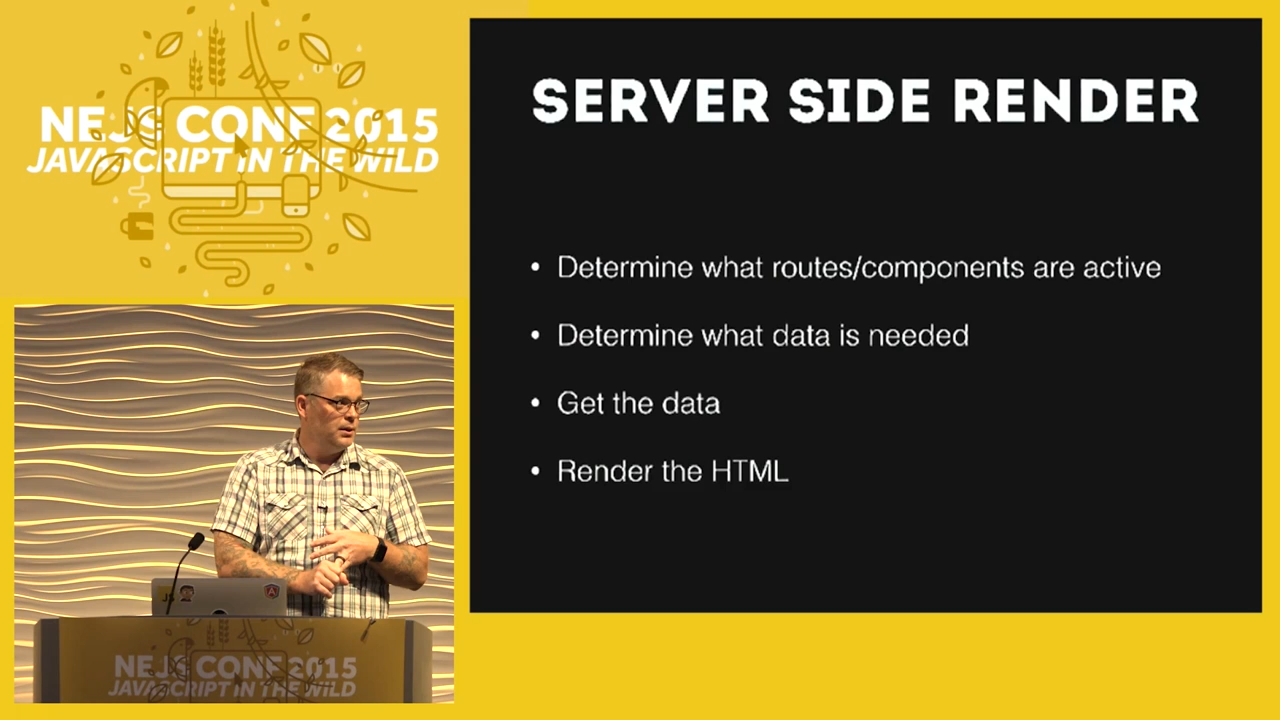 NEJS CONF 2015
JAVASCRIPT IN THE WILD
SERVER SIDE RENDER
• Determine what routes/components are active
• Determine what data is needed
• Get the data
• Render the HTML
JS
A
NEJS CONF 2015
JAVASCRIPT IN THE WILD